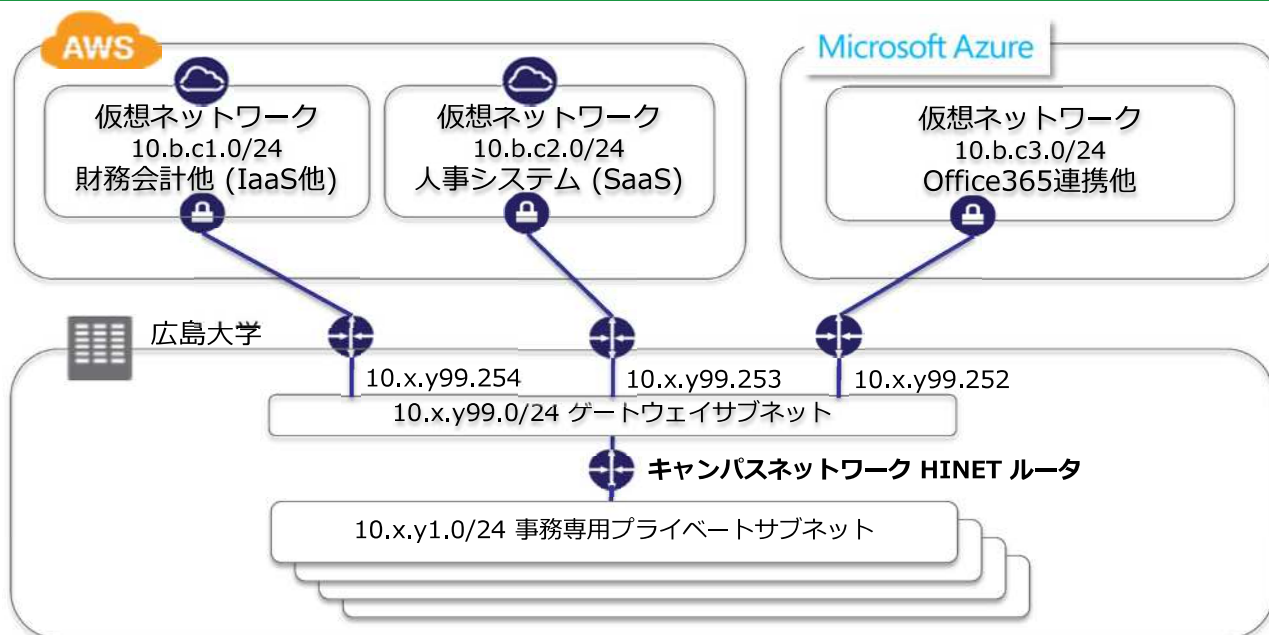 AWS
Microsoft Azure
仮想ネットワーク
10.b.c1.0/24
財務会計他 (IaaS他)
仮想ネットワーク
10.b.c2.0/24
人事システム (SaaS)
仮想ネットワーク
10.b.c3.0/24
Office365連携他
広島大学
10.x.y99.254
10.x.y99.253
10.x.y99.252
10.x.y99.0/24 ゲートウェイサブネット
キャンパスネットワーク HINET ルータ
10.x.y1.0/24 事務専用プライベートサブネット